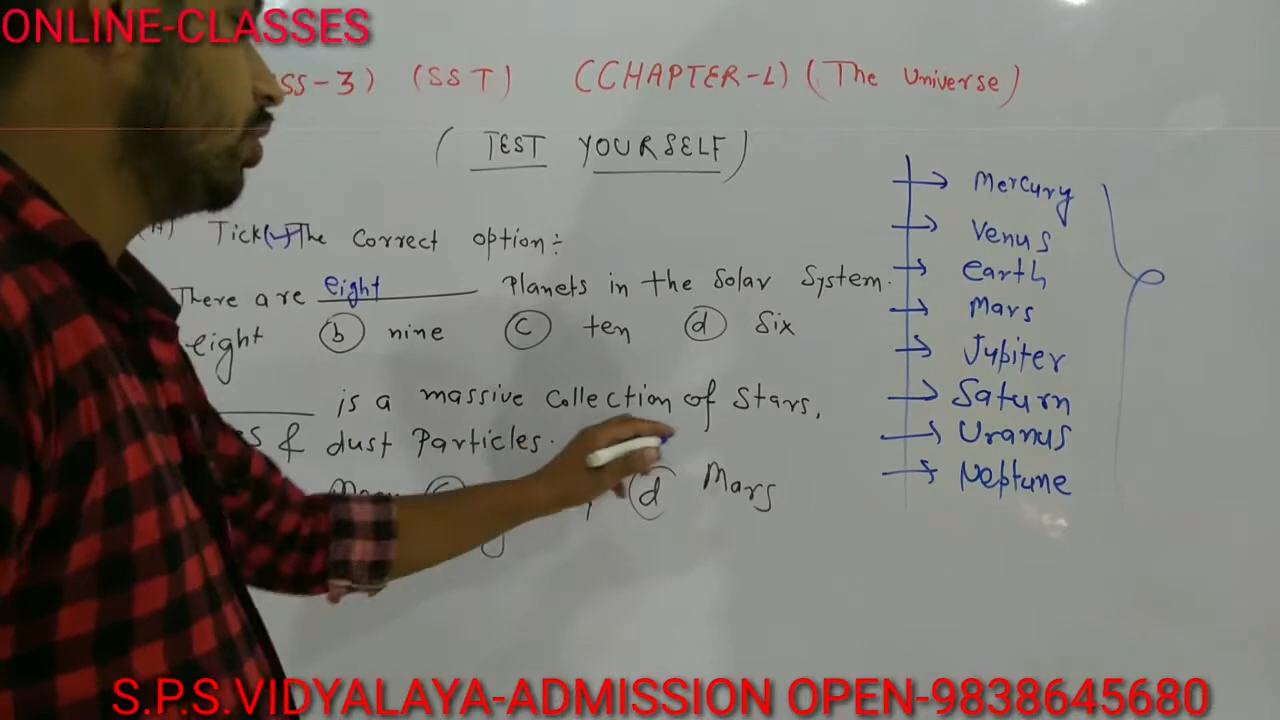 ONLINE-CLASSES
SS-3) (SST) (CHAPTER-1) (The Universe)
(TEST YOURSELF)
Tick(✓) The Correct option:-
There are eight Planets in the Solar System.
eight (b) nine (c) ten (d) Six
is a massive Collection of Stars,
& dust Particles.
(d) Mars
Mercury
Venus
earth
Mars
Jupiter
Saturn
Uranus
Neptune
S.P.S.VIDYALAYA-ADMISSION OPEN-9838645680